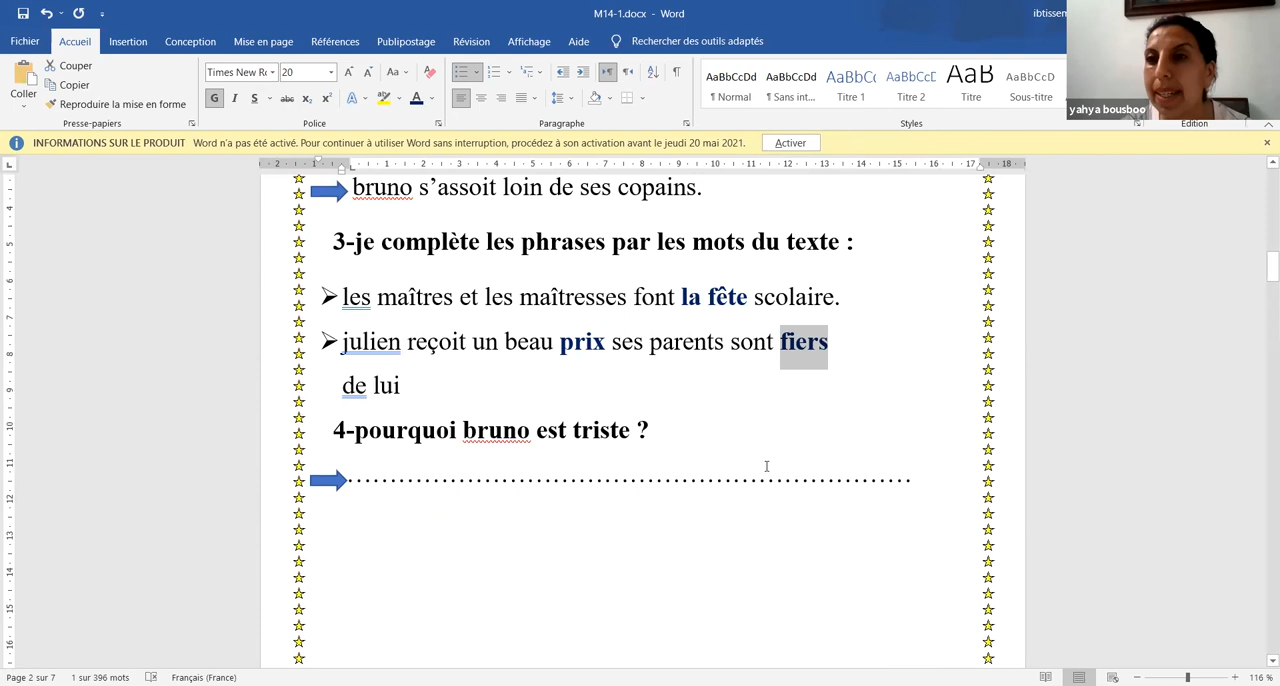 M14-1.docx - Word
ibtissem
Fichier Accueil Insertion Conception Mise en page Références Publipostage Révision Affichage Aide Rechercher des outils adaptés
Coller
Couper
Copier
Reproduire la mise en forme
Presse-papiers
Times New Ro 20
Police
Paragraphe
AaBbCcDd AaBbCcDd AaBbC( AaBbCcD AaB AaBbCcD
¶ Normal ¶ Sans int... Titre 1 Titre 2 Titre Sous-titre
Styles
Edition
yahya bousboo
INFORMATIONS SUR LE PRODUIT Word n'a pas été activé. Pour continuer à utiliser Word sans interruption, procédez à son activation avant le jeudi 20 mai 2021. Activer
bruno s’assoit loin de ses copains.
3-je complète les phrases par les mots du texte :
les maîtres et les maîtresses font la fête scolaire.
julien reçoit un beau prix ses parents sont fiers
de lui
4-pourquoi bruno est triste ?
Page 2 sur 7 1 sur 396 mots Français (France) 116 %